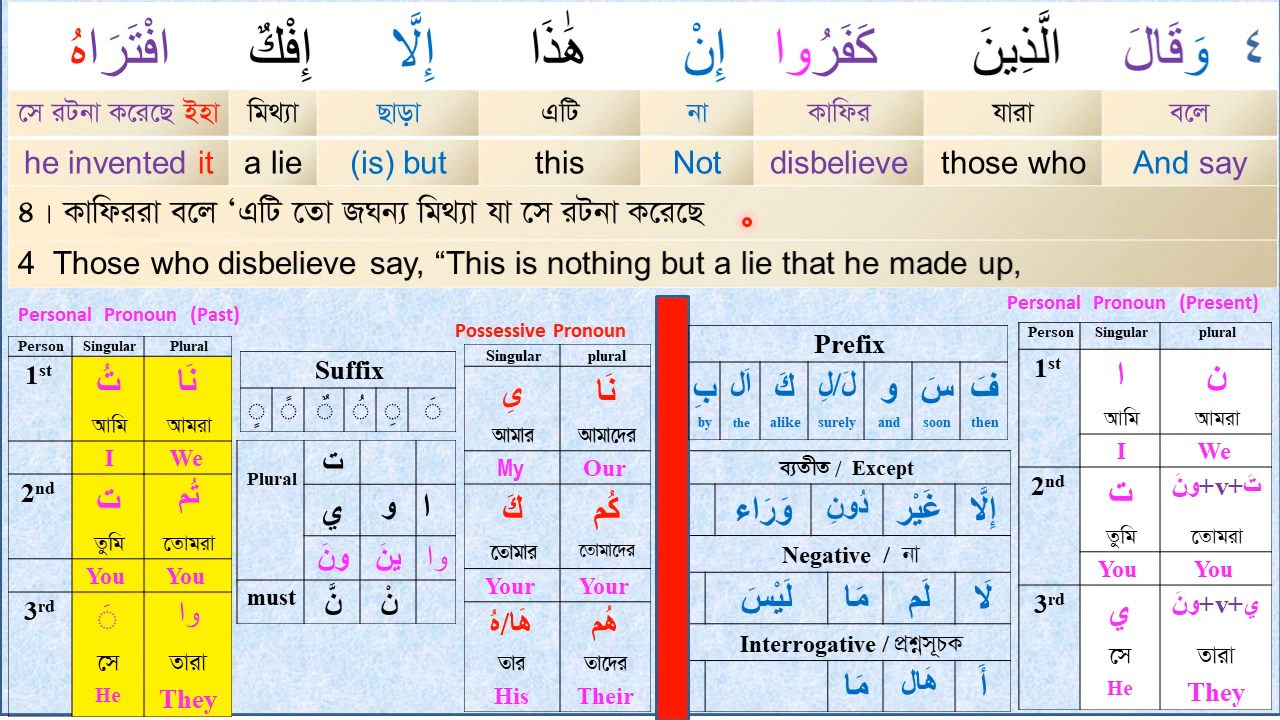 ٤ وَقَالَ الَّذِينَ كَفَرُوا إِنْ هَٰذَا إِلَّا إِفْكٌ افْتَرَاهُ
সে রটনা করেছে ইহা মিথ্যা ছাড়া এটি না কাফির যারা বলে
he invented it a lie (is) but this Not disbelieve those who And say
৪। কাফিররা বলে ‘এটি তো জঘন্য মিথ্যা যা সে রটনা করেছে
4 Those who disbelieve say, “This is nothing but a lie that he made up,
Personal Pronoun (Past)
Person Singular Plural
1st تُ نَا
আমি আমরা
I We
2nd ت تُم
তুমি তোমরা
You You
3rd َ وا
সে তারা
He They
Suffix
ٍ ً ٌ ُ ِ َ
Plural ت
ي و ا
ونَ ينَ وا
must نَّ نْ
Possessive Pronoun
Singular plural
يِ نَا
আমার আমাদের
My Our
كَ كُم
তোমার তোমাদের
Your Your
هَا/هُ هُم
তার তাদের
His Their
Prefix
بِ اَل كَ لَ/لِ و سَ فَ
by the alike surely and soon then
ব্যতীত / Except
وَرَاء دُونِ غَيْر إِلَّا
Negative / না
لَيْسَ مَا لَم لَا
Interrogative / প্রশ্নসূচক
مَا هَال أَ
Personal Pronoun (Present)
Person Singular plural
1st ا ن
আমি আমরা
I We
2nd ت تَ+v+ونَ
তুমি তোমরা
You You
3rd ي ي+v+ونَ
সে তারা
He They